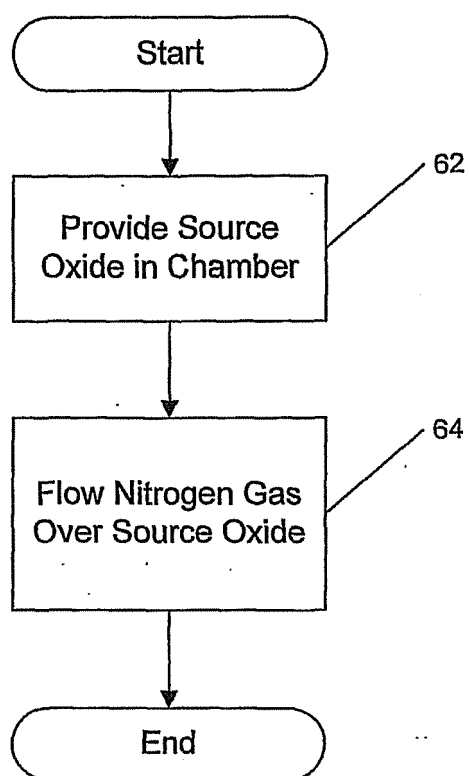 Start
62
Provide Source
Oxide in Chamber
64
Flow Nitrogen Gas
Over Source Oxide
End